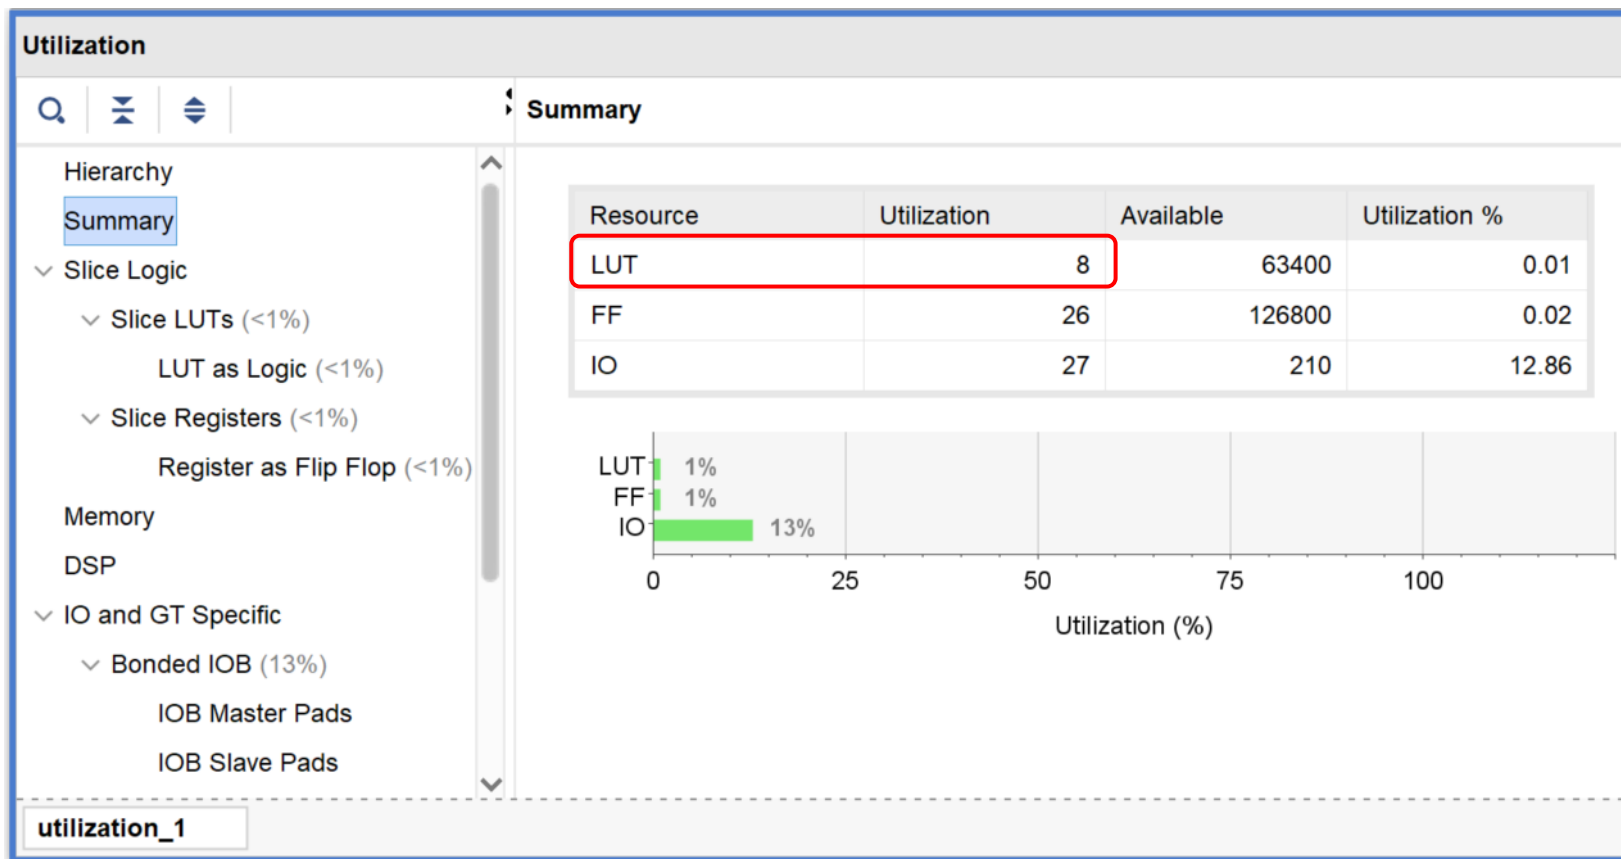 Utilization
Summary
Hierarchy
Summary
Slice Logic
Slice LUTs (<1%)
LUT as Logic (<1%)
Slice Registers (<1%)
Register as Flip Flop (<1%)
Memory
DSP
IO and GT Specific
Bonded IOB (13%)
IOB Master Pads
IOB Slave Pads
Resource Utilization Available Utilization %
LUT 8 63400 0.01
FF 26 126800 0.02
IO 27 210 12.86
LUT 1%
FF 1%
IO 13%
0 25 50 75 100
Utilization (%)
utilization_1